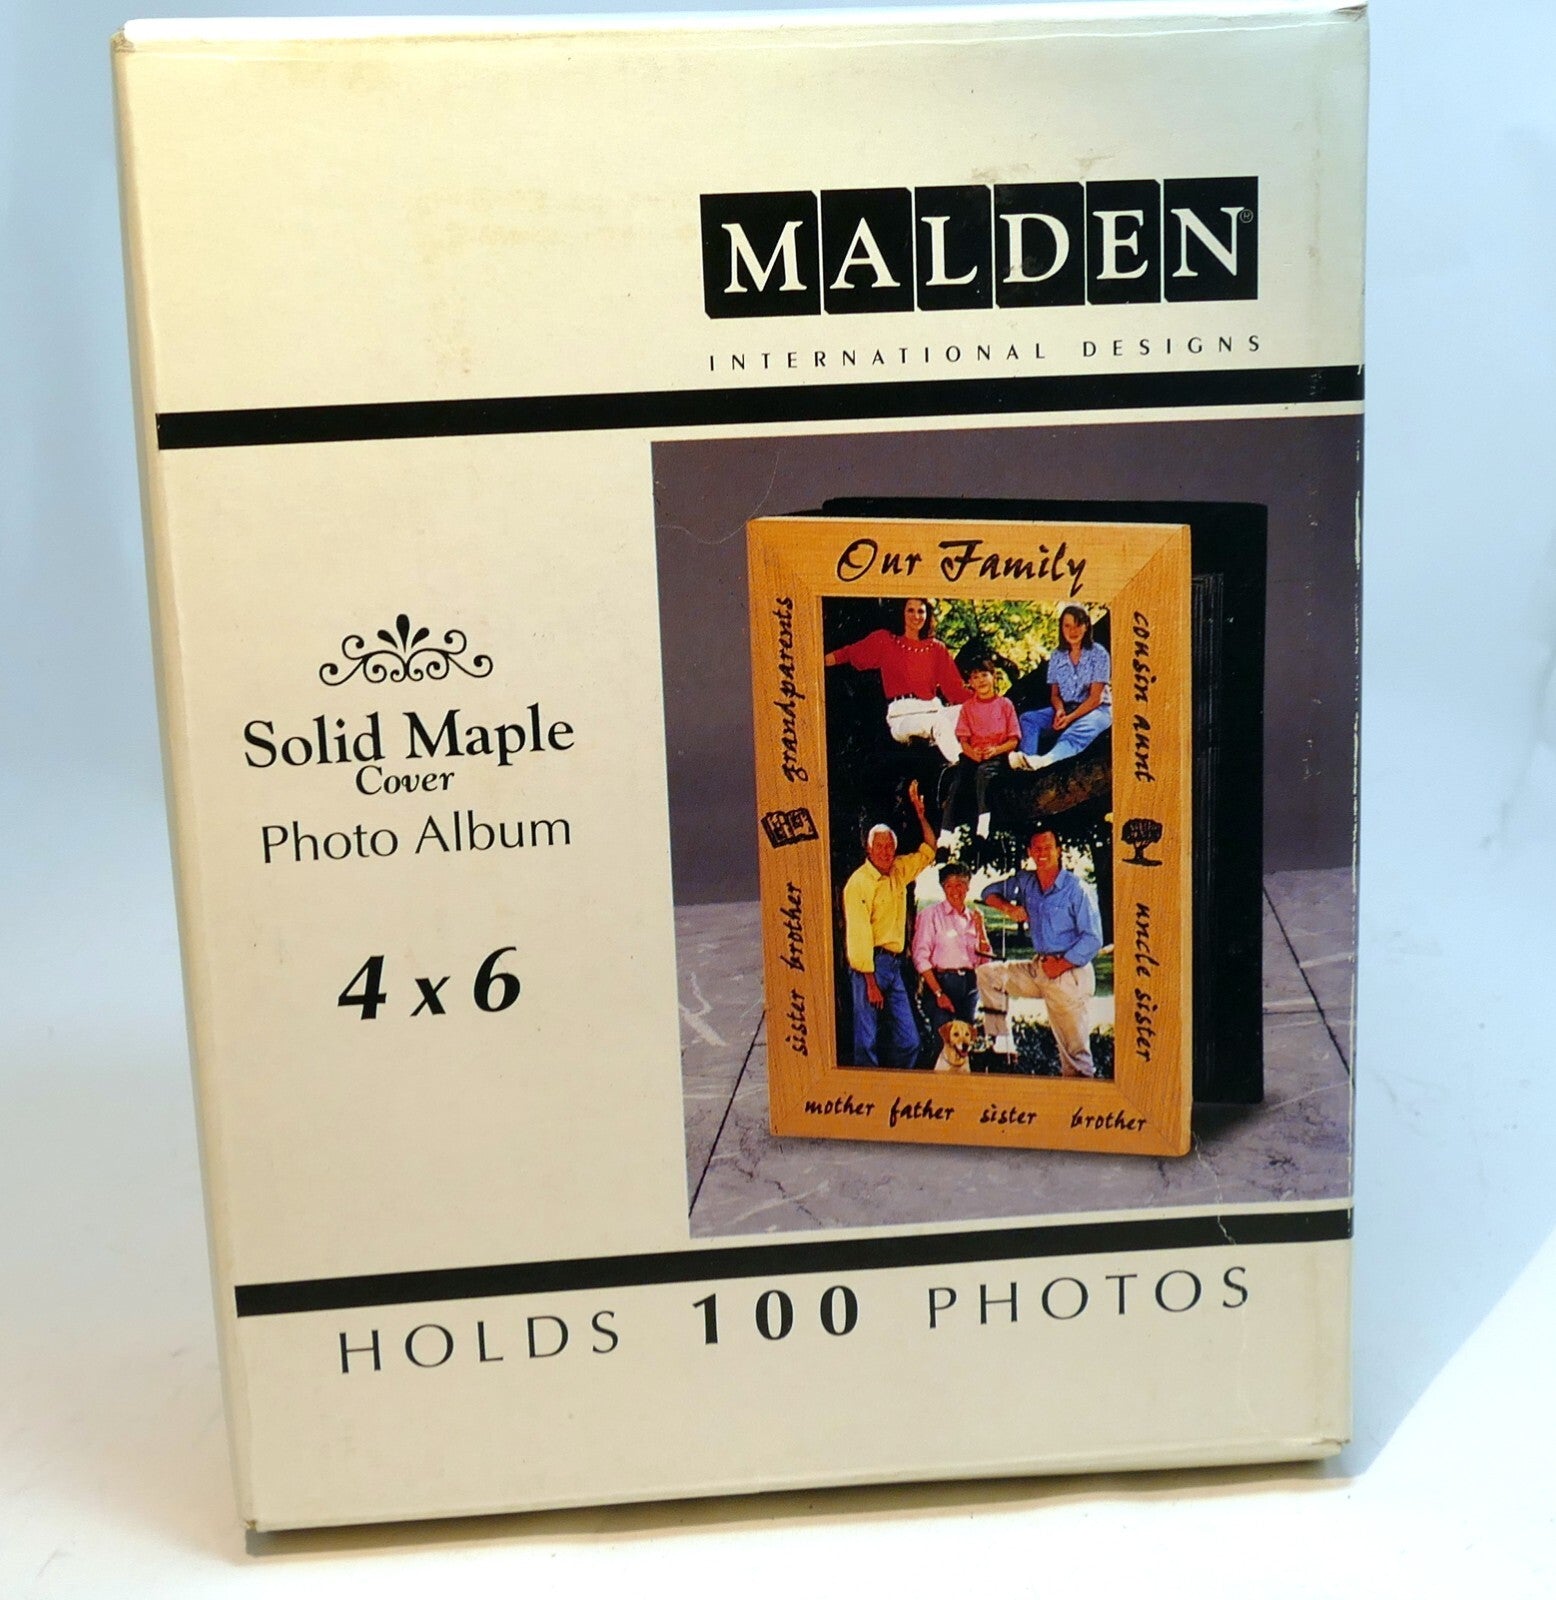 MALDEN®
INTERNATIONAL DESIGNS
Solid Maple
Cover
Photo Album
4 x 6
Our Family
grandparents
cousin aunt
sister brother
uncle sister
mother father sister brother
HOLDS 100 PHOTOS